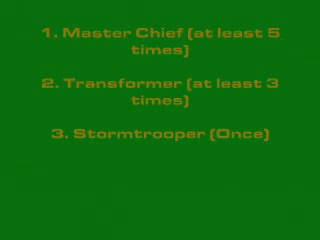 1. Master Chief (at least 5
times)
2. Transformer (at least 3
times)
3. Stormtrooper (Once)